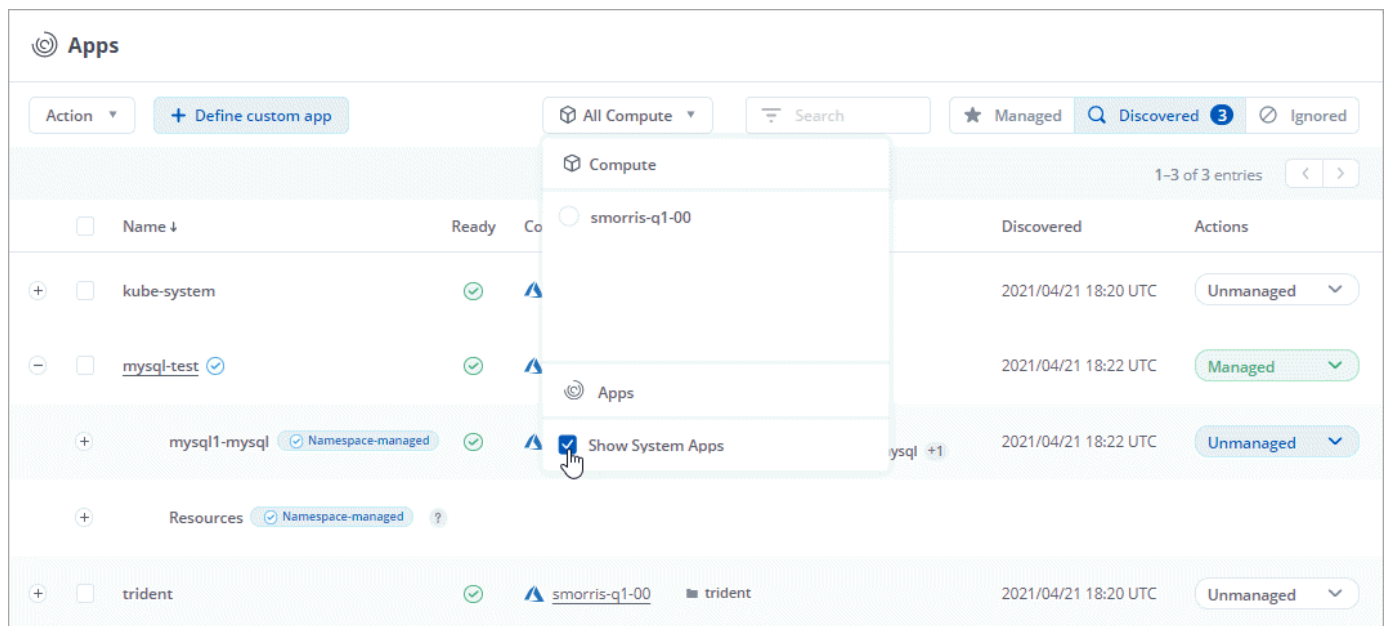 Apps
Action ▼ + Define custom app All Compute ▼ Search Managed Discovered 3 Ignored
Compute 1–3 of 3 entries < >
Name ↓ Ready Co smorris-q1-00 Discovered Actions
kube-system 2021/04/21 18:20 UTC Unmanaged
mysql-test 2021/04/21 18:22 UTC Managed
Apps
mysql1-mysql Namespace-managed Show System Apps ysql +1 2021/04/21 18:22 UTC Unmanaged
Resources Namespace-managed ?
trident smorris-q1-00 trident 2021/04/21 18:20 UTC Unmanaged